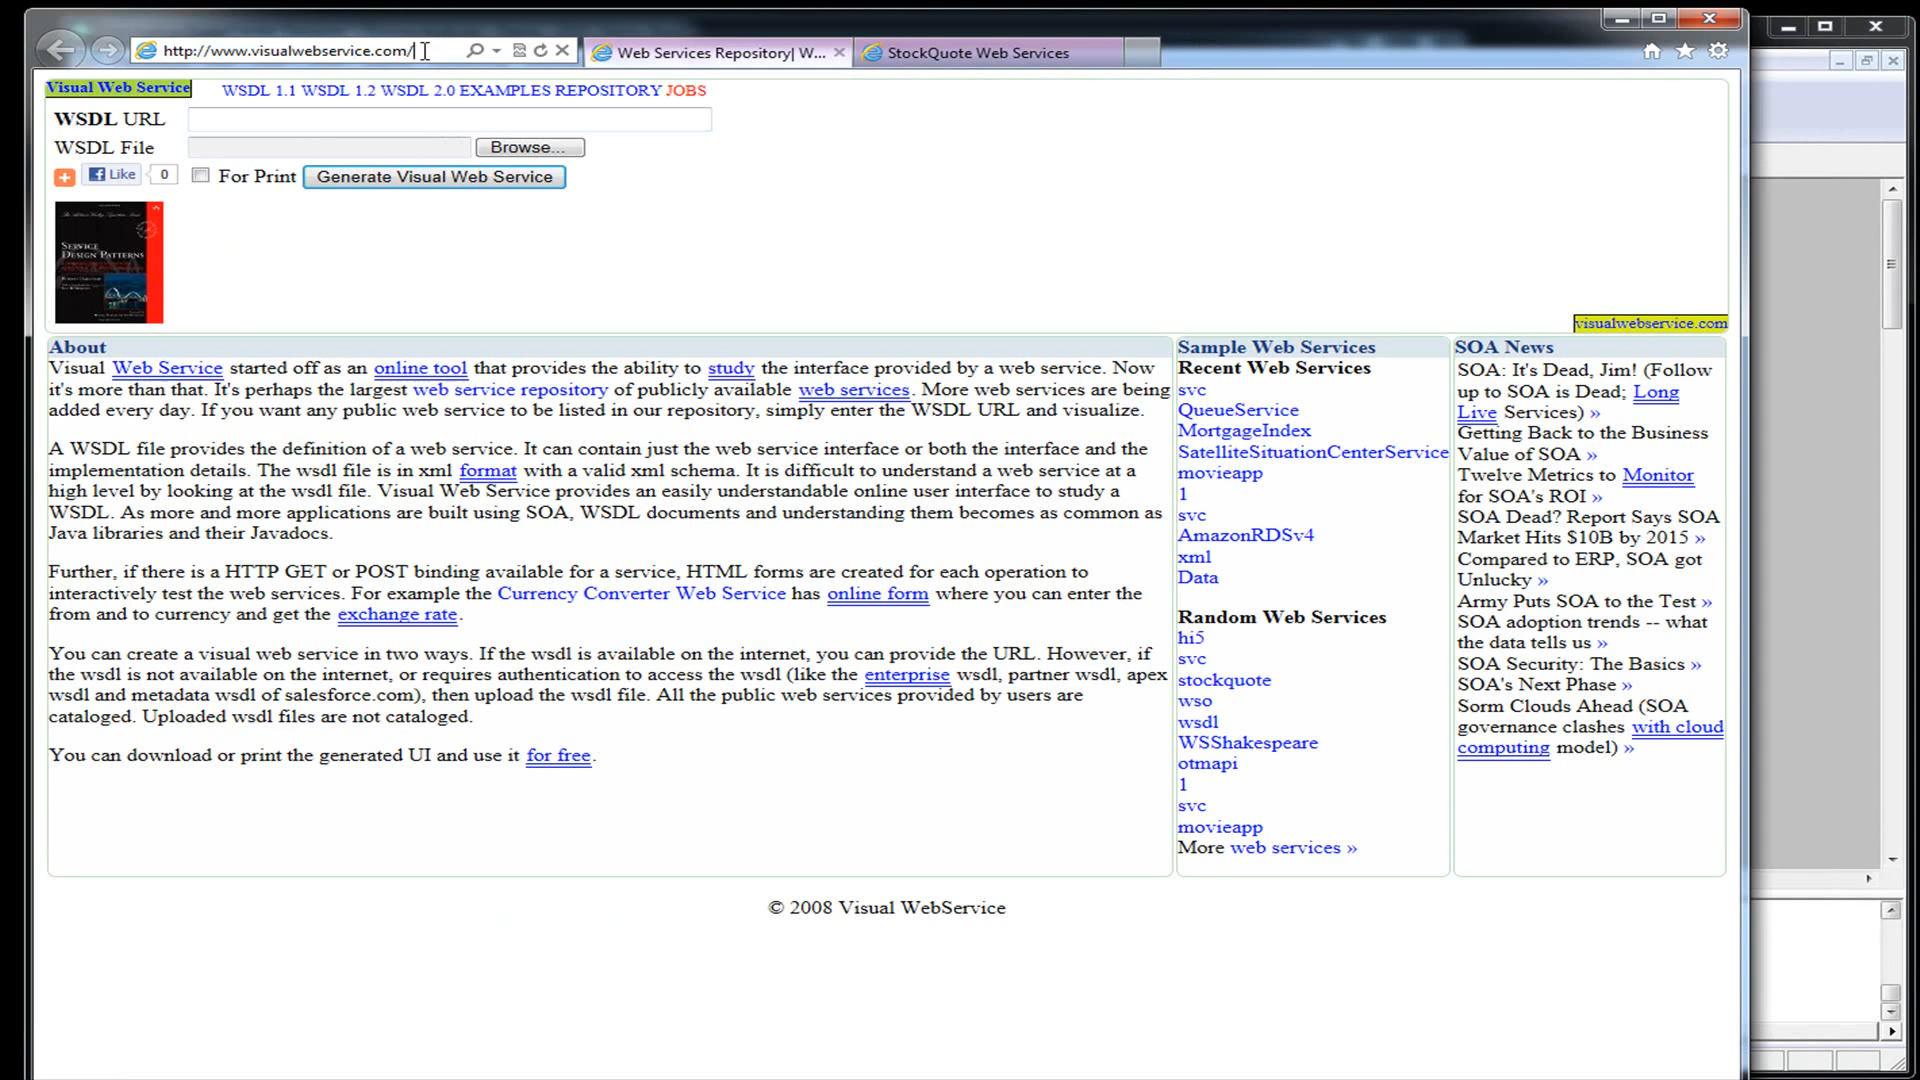 http://www.visualwebservice.com/
Web Services Repository| W...
StockQuote Web Services
Visual Web Service
WSDL 1.1 WSDL 1.2 WSDL 2.0 EXAMPLES REPOSITORY JOBS
WSDL URL
WSDL File
Browse...
Like
0
For Print
Generate Visual Web Service
SERVICE
DESIGN PATTERNS
visualwebservice.com
About
Visual Web Service started off as an online tool that provides the ability to study the interface provided by a web service. Now
it's more than that. It's perhaps the largest web service repository of publicly available web services. More web services are being
added every day. If you want any public web service to be listed in our repository, simply enter the WSDL URL and visualize.
A WSDL file provides the definition of a web service. It can contain just the web service interface or both the interface and the
implementation details. The wsdl file is in xml format with a valid xml schema. It is difficult to understand a web service at a
high level by looking at the wsdl file. Visual Web Service provides an easily understandable online user interface to study a
WSDL. As more and more applications are built using SOA, WSDL documents and understanding them becomes as common as
Java libraries and their Javadocs.
Further, if there is a HTTP GET or POST binding available for a service, HTML forms are created for each operation to
interactively test the web services. For example the Currency Converter Web Service has online form where you can enter the
from and to currency and get the exchange rate.
You can create a visual web service in two ways. If the wsdl is available on the internet, you can provide the URL. However, if
the wsdl is not available on the internet, or requires authentication to access the wsdl (like the enterprise wsdl, partner wsdl, apex
wsdl and metadata wsdl of salesforce.com), then upload the wsdl file. All the public web services provided by users are
cataloged. Uploaded wsdl files are not cataloged.
You can download or print the generated UI and use it for free.
Sample Web Services
Recent Web Services
svc
QueueService
MortgageIndex
SatelliteSituationCenterService
movieapp
1
svc
AmazonRDSv4
xml
Data
Random Web Services
hi5
svc
stockquote
wso
wsdl
WSShakespeare
otmapi
1
svc
movieapp
More web services »
SOA News
SOA: It's Dead, Jim! (Follow
up to SOA is Dead; Long
Live Services) »
Getting Back to the Business
Value of SOA »
Twelve Metrics to Monitor
for SOA's ROI »
SOA Dead? Report Says SOA
Market Hits $10B by 2015 »
Compared to ERP, SOA got
Unlucky »
Army Puts SOA to the Test »
SOA adoption trends -- what
the data tells us »
SOA Security: The Basics »
SOA's Next Phase »
Sorm Clouds Ahead (SOA
governance clashes with cloud
computing model) »
© 2008 Visual WebService